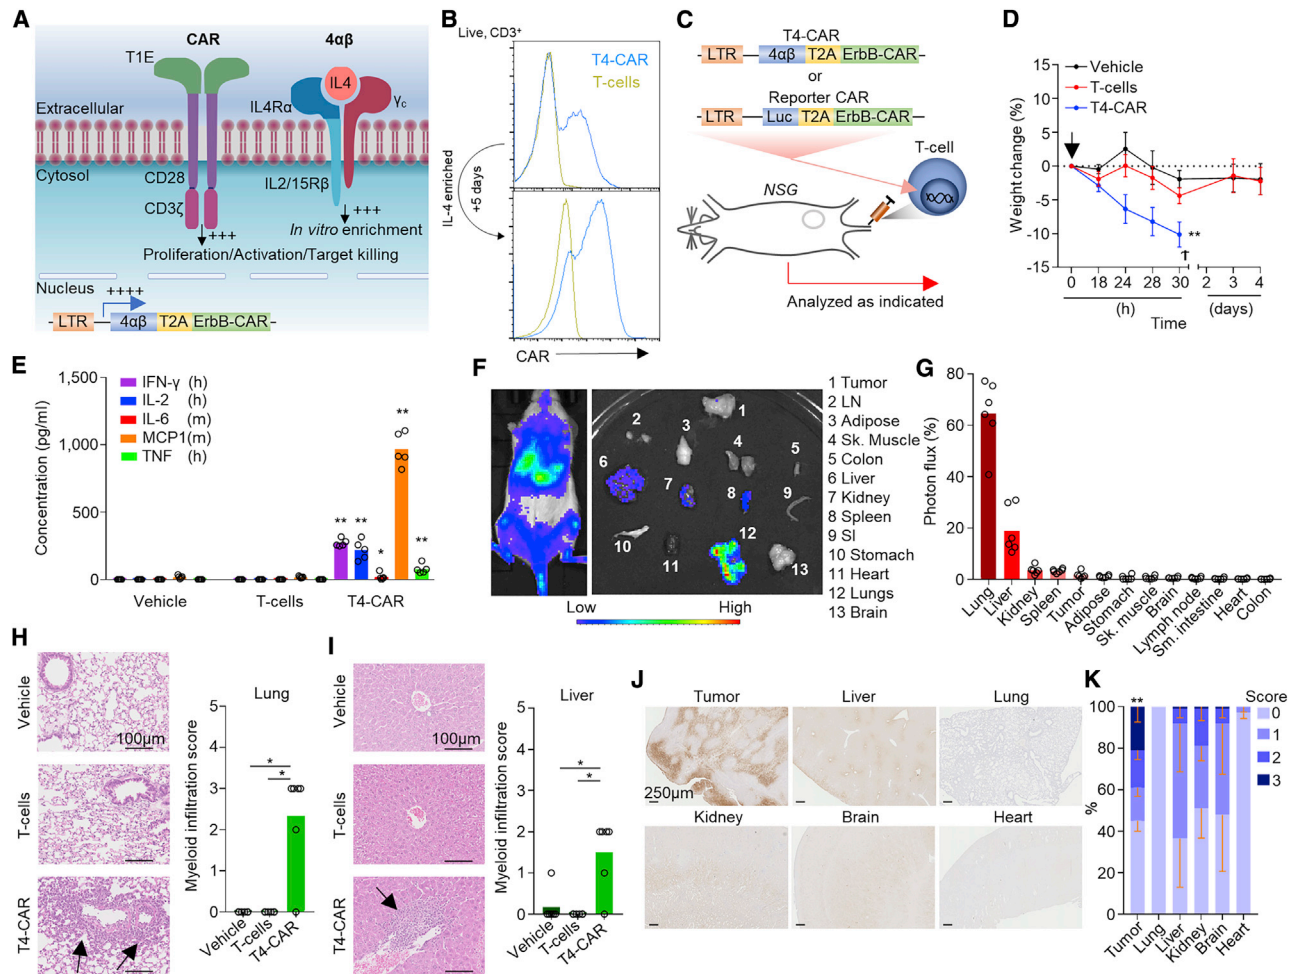 A
CAR
4αβ
T1E
IL4
IL4Rα
γc
Extracellular
Cytosol
CD28
IL2/15Rβ
CD3ζ
+++
+++
In vitro enrichment
Proliferation/Activation/Target killing
Nucleus
++++
LTR
4αβ
T2A
ErbB-CAR
B
Live, CD3+
T4-CAR
T-cells
IL-4 enriched
+5 days
CAR
C
T4-CAR
LTR
4αβ
T2A
ErbB-CAR
or
Reporter CAR
LTR
Luc
T2A
ErbB-CAR
T-cell
NSG
Analyzed as indicated
D
Vehicle
T-cells
T4-CAR
Weight change (%)
15
10
5
0
-5
-10
-15
**
†
0 18 24 28 30 2 3 4
(h) (days)
Time
E
Concentration (pg/ml)
1,500
1,000
500
0
IFN-γ (h)
IL-2 (h)
IL-6 (m)
MCP1(m)
TNF (h)
** ** * ** **
Vehicle T-cells T4-CAR
F
1
2
3
4
5
6
7
8
9
10
11
12
13
Low High
1 Tumor
2 LN
3 Adipose
4 Sk. Muscle
5 Colon
6 Liver
7 Kidney
8 Spleen
9 SI
10 Stomach
11 Heart
12 Lungs
13 Brain
G
Photon flux (%)
80
60
40
20
0
Lung
Liver
Kidney
Spleen
Tumor
Adipose
Stomach
Sk. muscle
Brain
Lymph node
Sm. intestine
Heart
Colon
H
Vehicle
100μm
T-cells
T4-CAR
Lung
Myeloid infiltration score
5
4
3
2
1
0
*
*
Vehicle
T-cells
T4-CAR
I
Vehicle
100μm
T-cells
T4-CAR
Liver
Myeloid infiltration score
5
4
3
2
1
0
*
*
Vehicle
T-cells
T4-CAR
J
Tumor Liver Lung
250μm
Kidney Brain Heart
K
Score
0
1
2
3
**
%
100
80
60
40
20
0
Tumor
Lung
Liver
Kidney
Brain
Heart